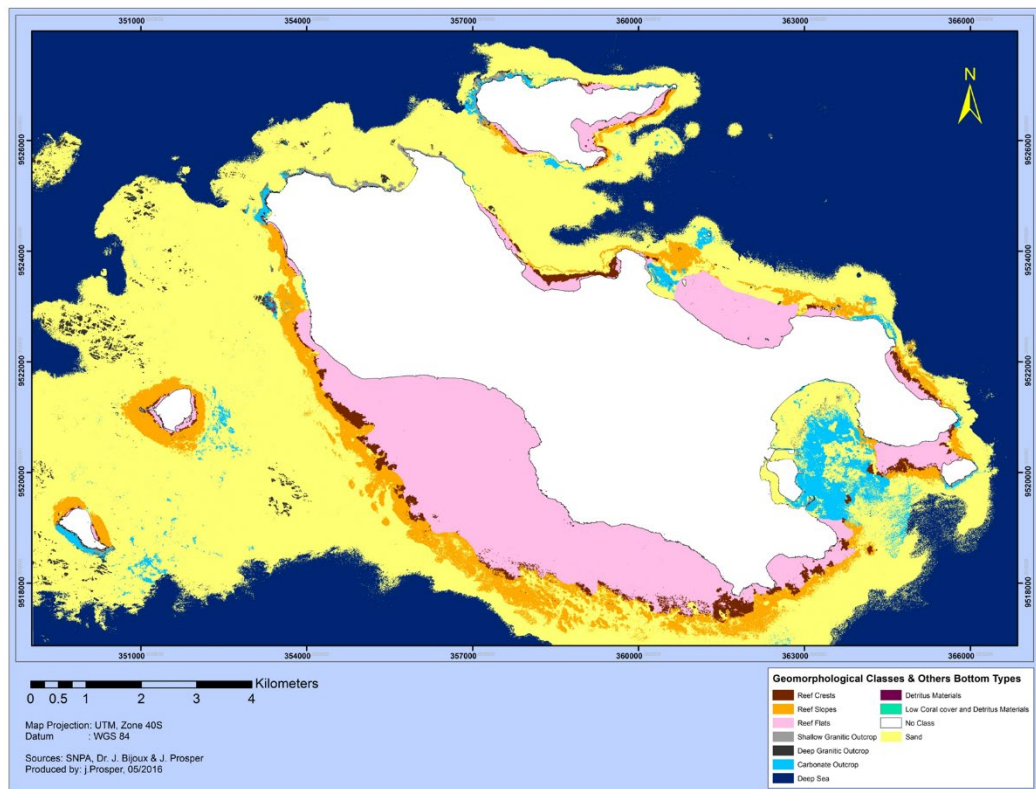 351000 354000 357000 360000 363000 366000
N
9526000 9526000
9524000 9524000
9522000 9522000
9520000 9520000
9518000 9518000
351000 354000 357000 360000 363000 366000
Kilometers
0 0.5 1 2 3 4
Map Projection: UTM, Zone 40S
Datum : WGS 84
Sources: SNPA, Dr. J. Bijoux & J. Prosper
Produced by: j.Prosper, 05/2016
Geomorphological Classes & Others Bottom Types
Reef Crests
Reef Slopes
Reef Flats
Shallow Granitic Outcrop
Deep Granitic Outcrop
Carbonate Outcrop
Deep Sea
Detritus Materials
Low Coral cover and Detritus Materials
No Class
Sand